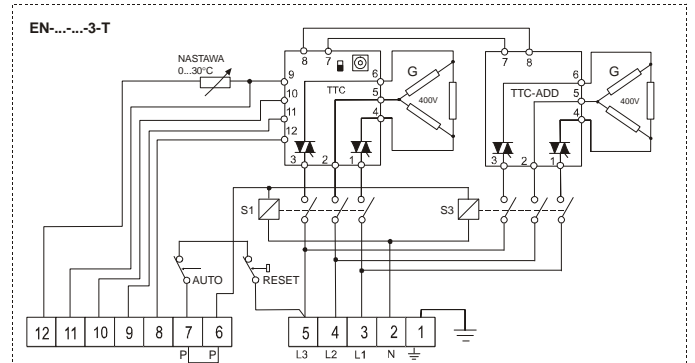 EN-...-...-3-T
8 7 7 8
NASTAWA
0...30°C
9 6 G 6 G
TTC TTC-ADD
10 5 400V 5 400V
11 4 4
12
3 2 1 3 2 1
S1 S3
AUTO RESET
12 11 10 9 8 7 6 5 4 3 2 1
P P L3 L2 L1 N